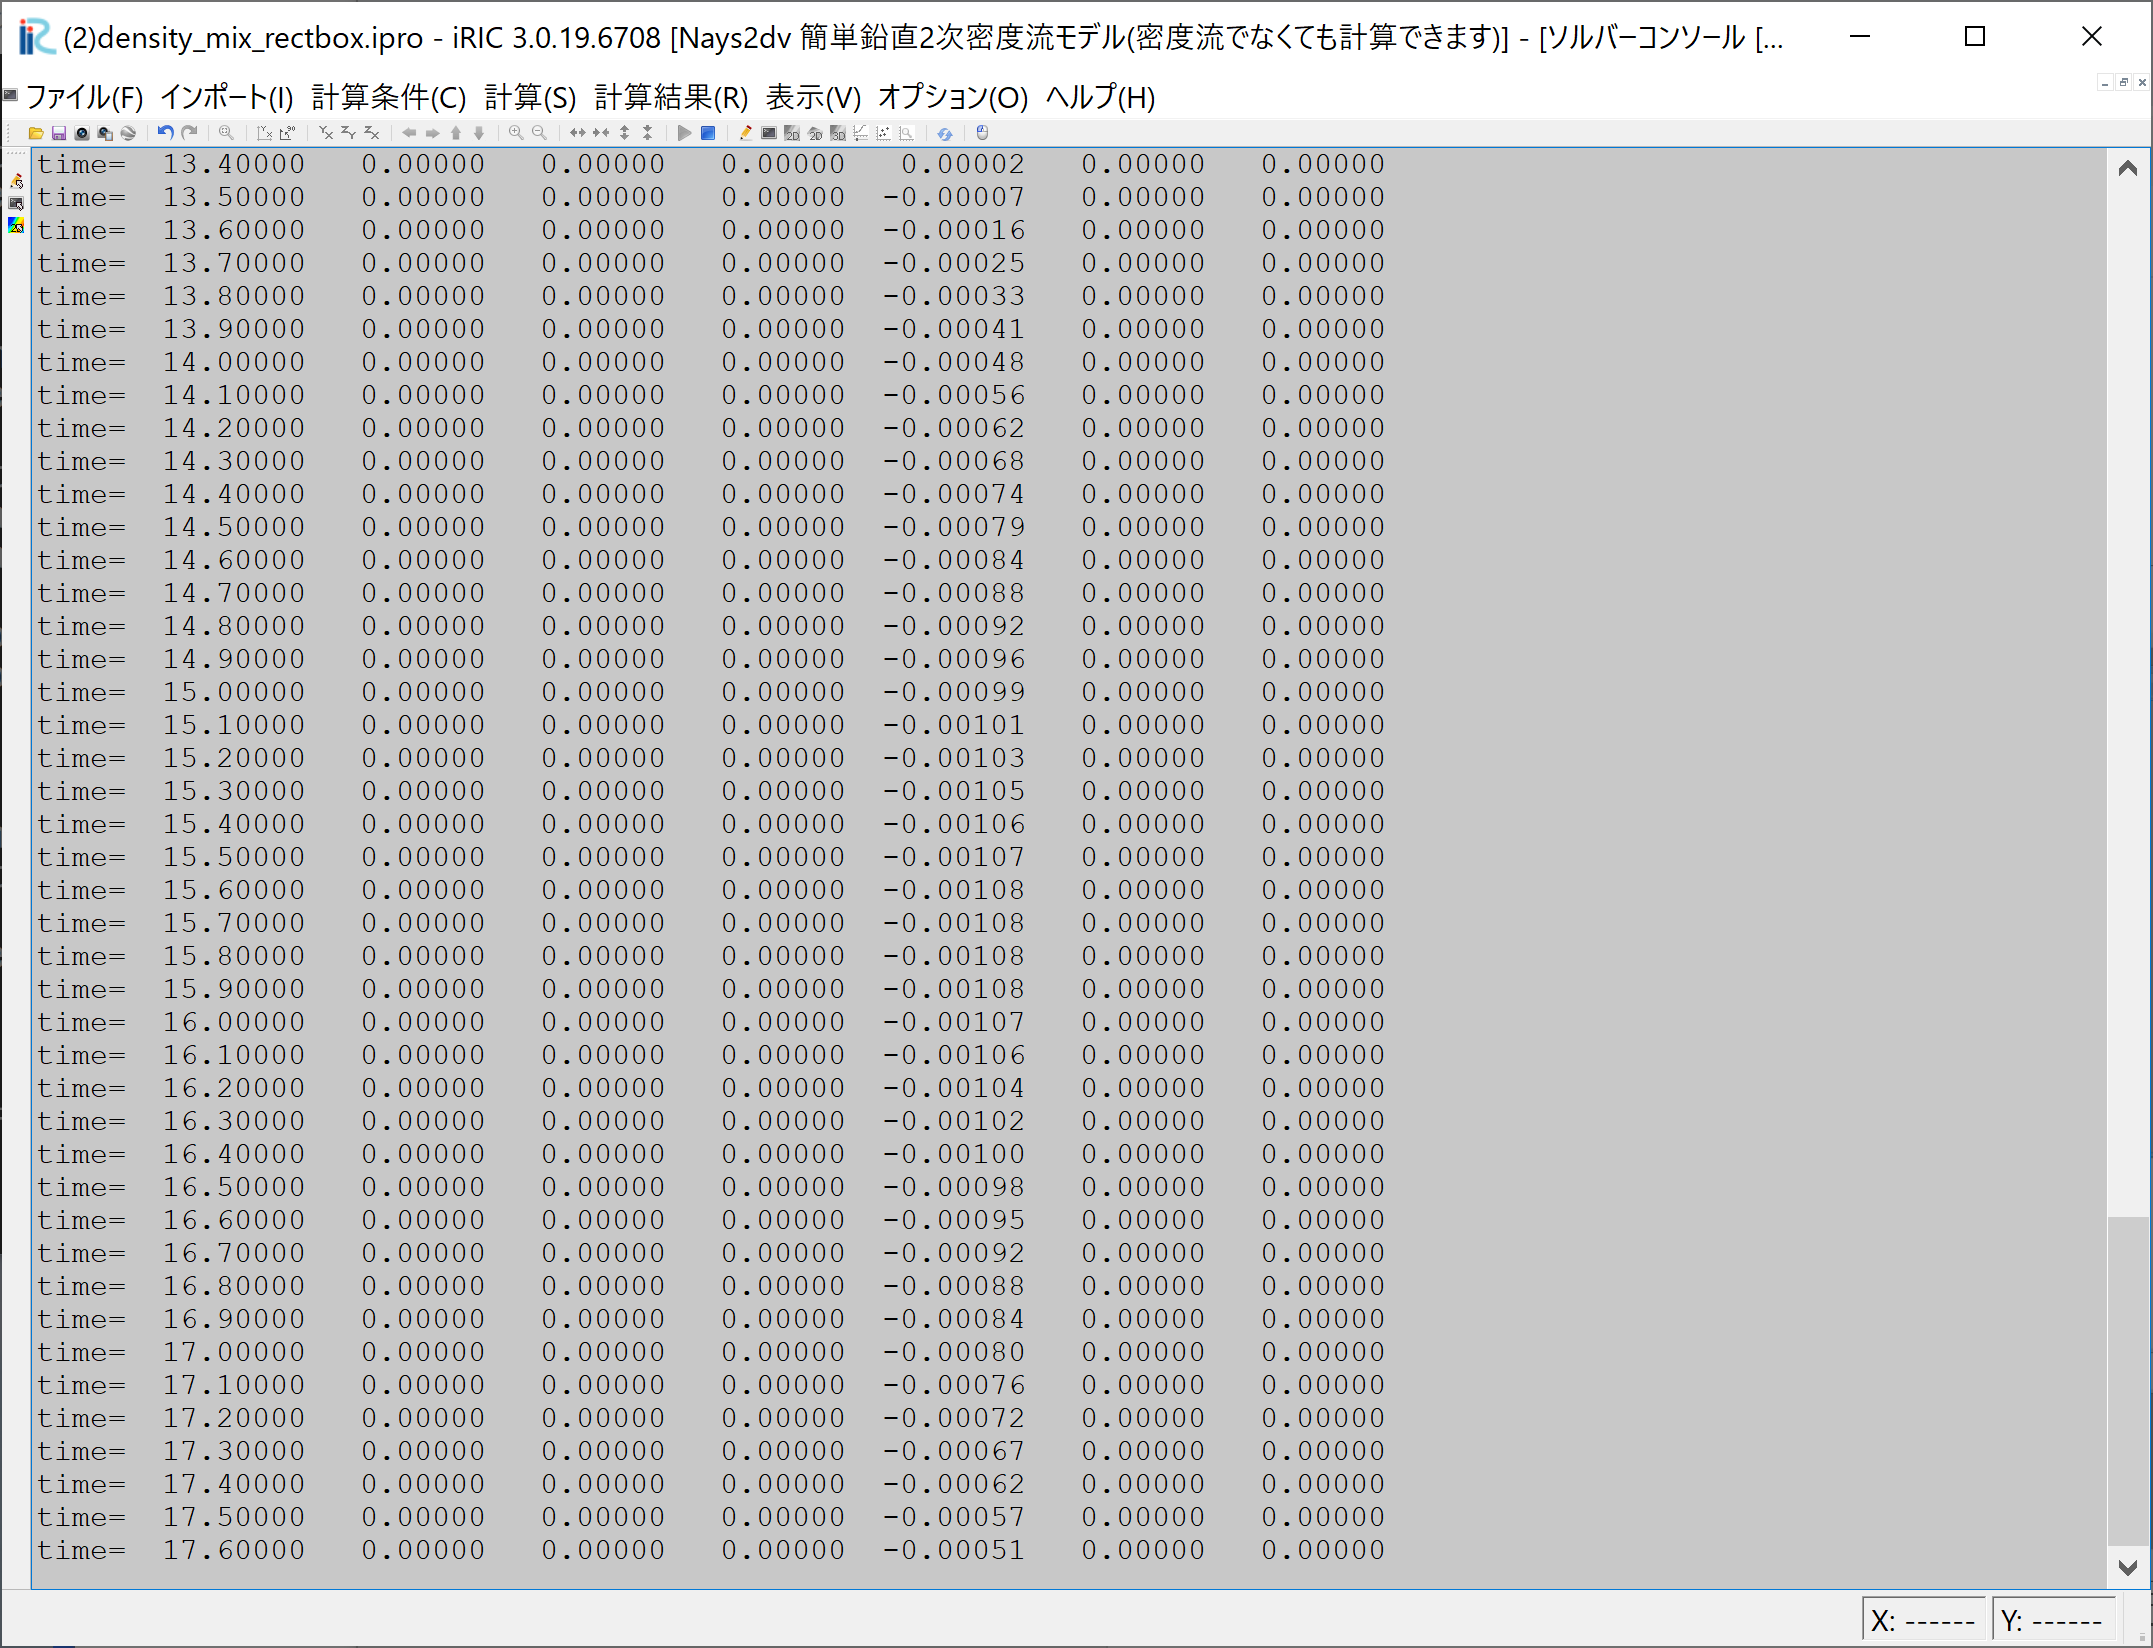 (2)density_mix_rectbox.ipro - iRIC 3.0.19.6708 [Nays2dv 簡単鉛直2次密度流モデル(密度流でなくても計算できます)] - [ソルバーコンソール [...
ファイル(F) インポート(I) 計算条件(C) 計算(S) 計算結果(R) 表示(V) オプション(O) ヘルプ(H)
time= 13.40000 0.00000 0.00000 0.00000 0.00002 0.00000 0.00000
time= 13.50000 0.00000 0.00000 0.00000 -0.00007 0.00000 0.00000
time= 13.60000 0.00000 0.00000 0.00000 -0.00016 0.00000 0.00000
time= 13.70000 0.00000 0.00000 0.00000 -0.00025 0.00000 0.00000
time= 13.80000 0.00000 0.00000 0.00000 -0.00033 0.00000 0.00000
time= 13.90000 0.00000 0.00000 0.00000 -0.00041 0.00000 0.00000
time= 14.00000 0.00000 0.00000 0.00000 -0.00048 0.00000 0.00000
time= 14.10000 0.00000 0.00000 0.00000 -0.00056 0.00000 0.00000
time= 14.20000 0.00000 0.00000 0.00000 -0.00062 0.00000 0.00000
time= 14.30000 0.00000 0.00000 0.00000 -0.00068 0.00000 0.00000
time= 14.40000 0.00000 0.00000 0.00000 -0.00074 0.00000 0.00000
time= 14.50000 0.00000 0.00000 0.00000 -0.00079 0.00000 0.00000
time= 14.60000 0.00000 0.00000 0.00000 -0.00084 0.00000 0.00000
time= 14.70000 0.00000 0.00000 0.00000 -0.00088 0.00000 0.00000
time= 14.80000 0.00000 0.00000 0.00000 -0.00092 0.00000 0.00000
time= 14.90000 0.00000 0.00000 0.00000 -0.00096 0.00000 0.00000
time= 15.00000 0.00000 0.00000 0.00000 -0.00099 0.00000 0.00000
time= 15.10000 0.00000 0.00000 0.00000 -0.00101 0.00000 0.00000
time= 15.20000 0.00000 0.00000 0.00000 -0.00103 0.00000 0.00000
time= 15.30000 0.00000 0.00000 0.00000 -0.00105 0.00000 0.00000
time= 15.40000 0.00000 0.00000 0.00000 -0.00106 0.00000 0.00000
time= 15.50000 0.00000 0.00000 0.00000 -0.00107 0.00000 0.00000
time= 15.60000 0.00000 0.00000 0.00000 -0.00108 0.00000 0.00000
time= 15.70000 0.00000 0.00000 0.00000 -0.00108 0.00000 0.00000
time= 15.80000 0.00000 0.00000 0.00000 -0.00108 0.00000 0.00000
time= 15.90000 0.00000 0.00000 0.00000 -0.00108 0.00000 0.00000
time= 16.00000 0.00000 0.00000 0.00000 -0.00107 0.00000 0.00000
time= 16.10000 0.00000 0.00000 0.00000 -0.00106 0.00000 0.00000
time= 16.20000 0.00000 0.00000 0.00000 -0.00104 0.00000 0.00000
time= 16.30000 0.00000 0.00000 0.00000 -0.00102 0.00000 0.00000
time= 16.40000 0.00000 0.00000 0.00000 -0.00100 0.00000 0.00000
time= 16.50000 0.00000 0.00000 0.00000 -0.00098 0.00000 0.00000
time= 16.60000 0.00000 0.00000 0.00000 -0.00095 0.00000 0.00000
time= 16.70000 0.00000 0.00000 0.00000 -0.00092 0.00000 0.00000
time= 16.80000 0.00000 0.00000 0.00000 -0.00088 0.00000 0.00000
time= 16.90000 0.00000 0.00000 0.00000 -0.00084 0.00000 0.00000
time= 17.00000 0.00000 0.00000 0.00000 -0.00080 0.00000 0.00000
time= 17.10000 0.00000 0.00000 0.00000 -0.00076 0.00000 0.00000
time= 17.20000 0.00000 0.00000 0.00000 -0.00072 0.00000 0.00000
time= 17.30000 0.00000 0.00000 0.00000 -0.00067 0.00000 0.00000
time= 17.40000 0.00000 0.00000 0.00000 -0.00062 0.00000 0.00000
time= 17.50000 0.00000 0.00000 0.00000 -0.00057 0.00000 0.00000
time= 17.60000 0.00000 0.00000 0.00000 -0.00051 0.00000 0.00000
X: ------ Y: ------